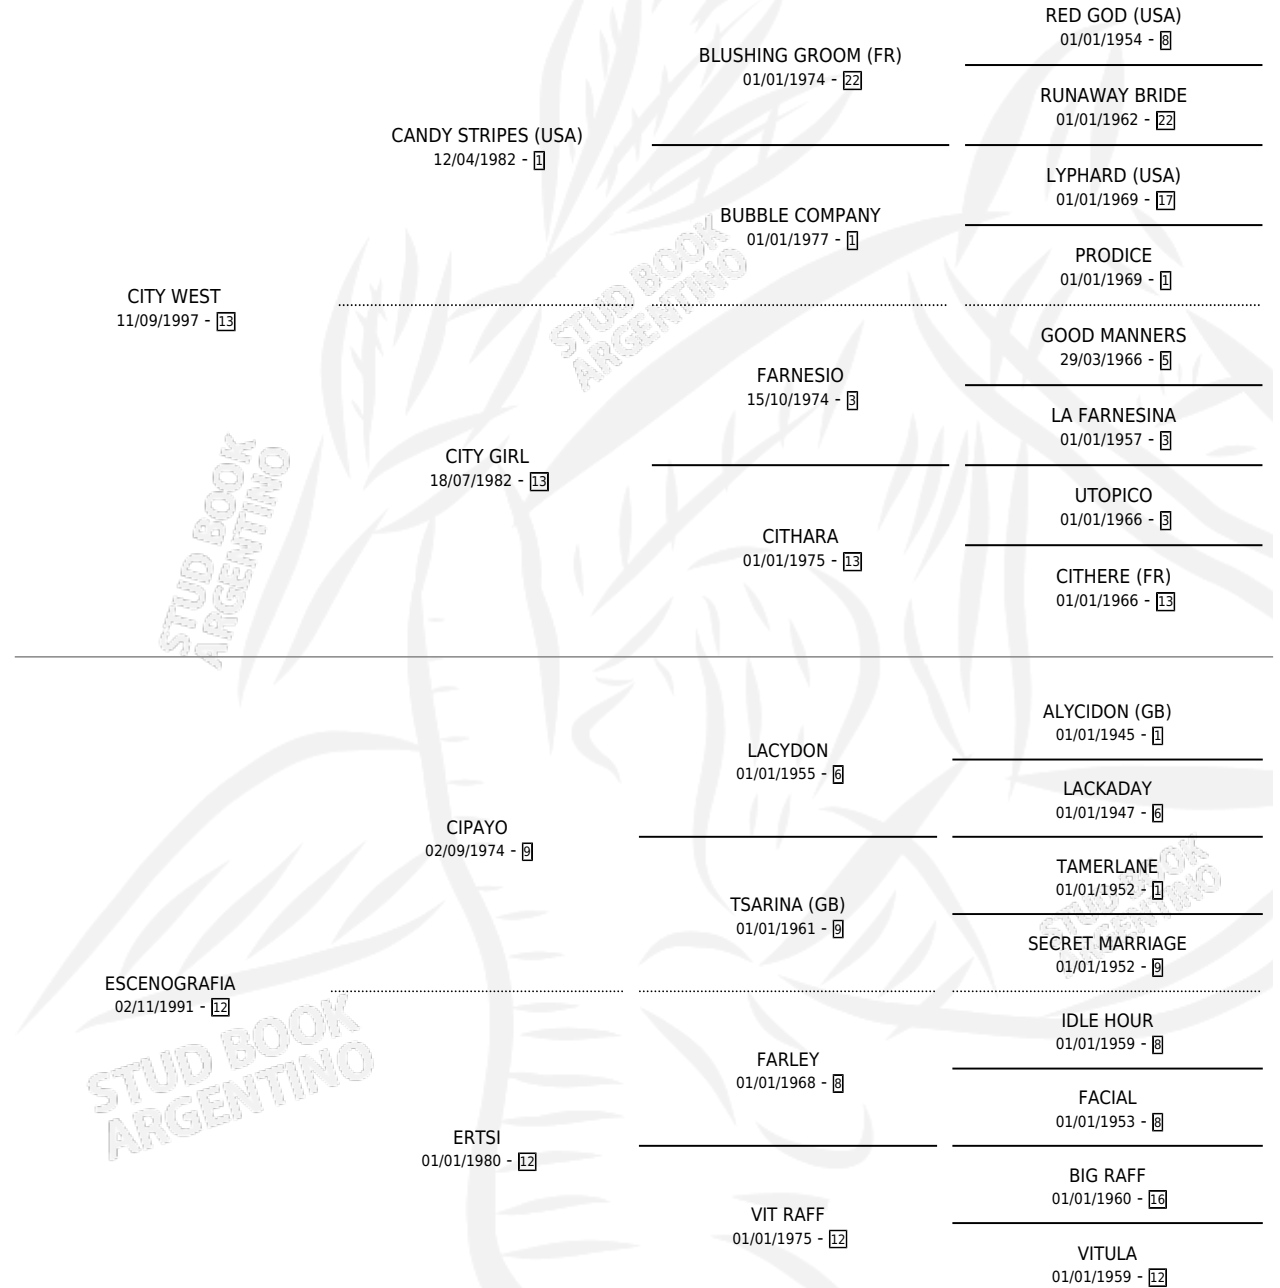 RED GOD (USA)
01/01/1954 - 8
BLUSHING GROOM (FR)
01/01/1974 - 22
RUNAWAY BRIDE
01/01/1962 - 22
CANDY STRIPES (USA)
12/04/1982 - 1
LYPHARD (USA)
01/01/1969 - 17
BUBBLE COMPANY
01/01/1977 - 1
PRODICE
01/01/1969 - 1
CITY WEST
11/09/1997 - 13
GOOD MANNERS
29/03/1966 - 5
FARNESIO
15/10/1974 - 3
LA FARNESINA
01/01/1957 - 3
CITY GIRL
18/07/1982 - 13
UTOPICO
01/01/1966 - 3
CITHARA
01/01/1975 - 13
CITHERE (FR)
01/01/1966 - 13
ALYCIDON (GB)
01/01/1945 - 1
LACYDON
01/01/1955 - 6
LACKADAY
01/01/1947 - 6
CIPAYO
02/09/1974 - 9
TAMERLANE
01/01/1952 - 1
TSARINA (GB)
01/01/1961 - 9
SECRET MARRIAGE
01/01/1952 - 9
ESCENOGRAFIA
02/11/1991 - 12
IDLE HOUR
01/01/1959 - 8
FARLEY
01/01/1968 - 8
FACIAL
01/01/1953 - 8
ERTSI
01/01/1980 - 12
BIG RAFF
01/01/1960 - 16
VIT RAFF
01/01/1975 - 12
VITULA
01/01/1959 - 12
STUD BOOK
ARGENTINO
STUD BOOK
ARGENTINO
STUD BOOK
ARGENTINO
STUD BOOK
ARGENTINO